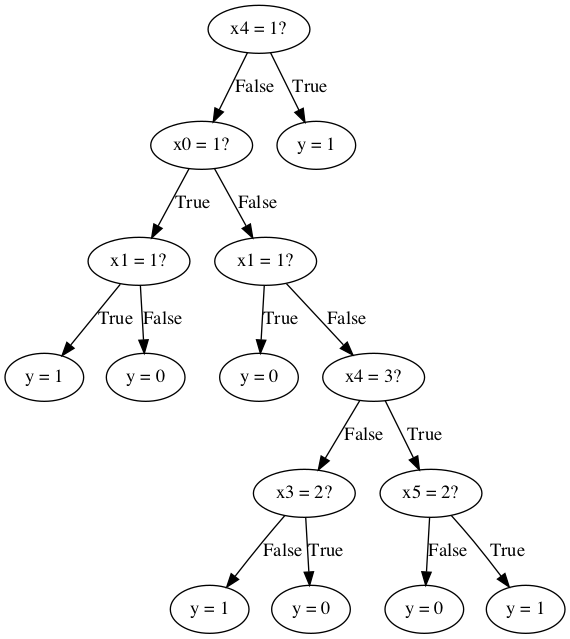 x4 = 1?
False
True
x0 = 1?
y = 1
True
False
x1 = 1?
x1 = 1?
True
False
True
False
y = 1
y = 0
y = 0
x4 = 3?
False
True
x3 = 2?
x5 = 2?
False
True
False
True
y = 1
y = 0
y = 0
y = 1